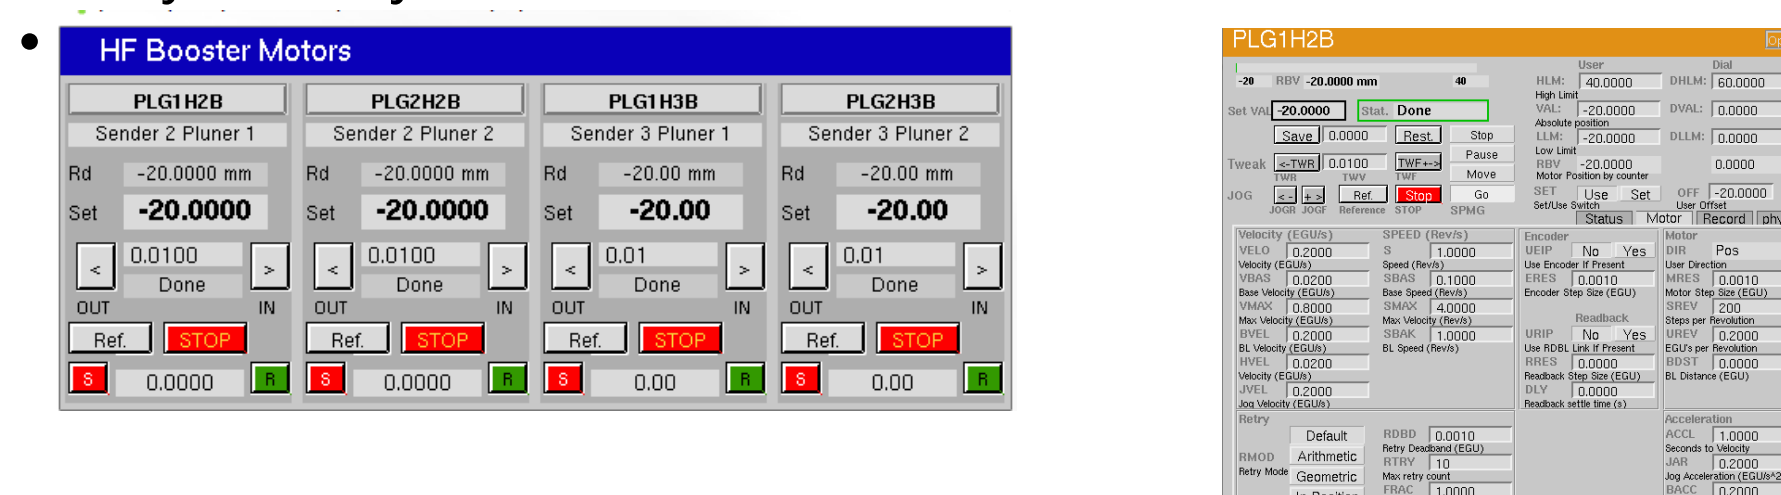 HF Booster Motors
PLG1H2B PLG2H2B PLG1H3B PLG2H3B
Sender 2 Pluner 1 Sender 2 Pluner 2 Sender 3 Pluner 1 Sender 3 Pluner 2
Rd -20.0000 mm Rd -20.0000 mm Rd -20.00 mm Rd -20.00 mm
Set -20.0000 Set -20.0000 Set -20.00 Set -20.00
< 0.0100 > < 0.0100 > < 0.01 > < 0.01 >
Done Done Done Done
OUT IN OUT IN OUT IN OUT IN
Ref. STOP Ref. STOP Ref. STOP Ref. STOP
S 0.0000 R S 0.0000 R S 0.00 R S 0.00 R
PLG1H2B
-20 RBV -20.0000 mm 40
Set VAL -20.0000 Stat. Done
Save 0.0000 Rest. Stop
Pause
Tweak <-TWR 0.0100 TWF+-> Move
TWR TWV TWF
JOG < - + > Ref. Stop Go
JOGR JOGF Reference STOP SPMG
User Dial
HLM: 40.0000 DHLM: 60.0000
High Limit
VAL: -20.0000 DVAL: 0.0000
Absolute position
LLM: -20.0000 DLLM: 0.0000
Low Limit
RBV -20.0000 0.0000
Motor Position by counter
SET Use Set OFF -20.0000
Set/Use Switch User Offset
Status Motor Record
Velocity (EGU/s) SPEED (Rev/s)
VELO 0.2000 S 1.0000
Velocity (EGU/s) Speed (Rev/s)
VBAS 0.0200 SBAS 0.1000
Base Velocity (EGU/s) Base Speed (Rev/s)
VMAX 0.8000 SMAX 4.0000
Max Velocity (EGU/s) Max Velocity (Rev/s)
BVEL 0.2000 SBAK 1.0000
BL Velocity (EGU/s) BL Speed (Rev/s)
HVEL 0.0200
Velocity (EGU/s)
JVEL 0.2000
Jog Velocity (EGU/s)
Encoder
UEIP No Yes
Use Encoder If Present
ERES 0.0010
Encoder Step Size (EGU)
Readback
URIP No Yes
Use RDBL Link If Present
RRES 0.0000
Readback Step Size (EGU)
DLY 0.0000
Readback settle time (s)
Motor
DIR Pos
User Direction
MRES 0.0010
Motor Step Size (EGU)
SREV 200
Steps per Revolution
UREV 0.2000
EGU's per Revolution
BDST 0.0000
BL Distance (EGU)
Retry
Default RDBD 0.0010
Retry Deadband (EGU)
RMOD Arithmetic RTRY 10
Retry Mode Geometric Max retry count
In-Position FRAC 1.0000
Acceleration
ACCL 1.0000
Seconds to Velocity
JAR 0.2000
Jog Acceleration (EGU/s^2
BACC 0.2000